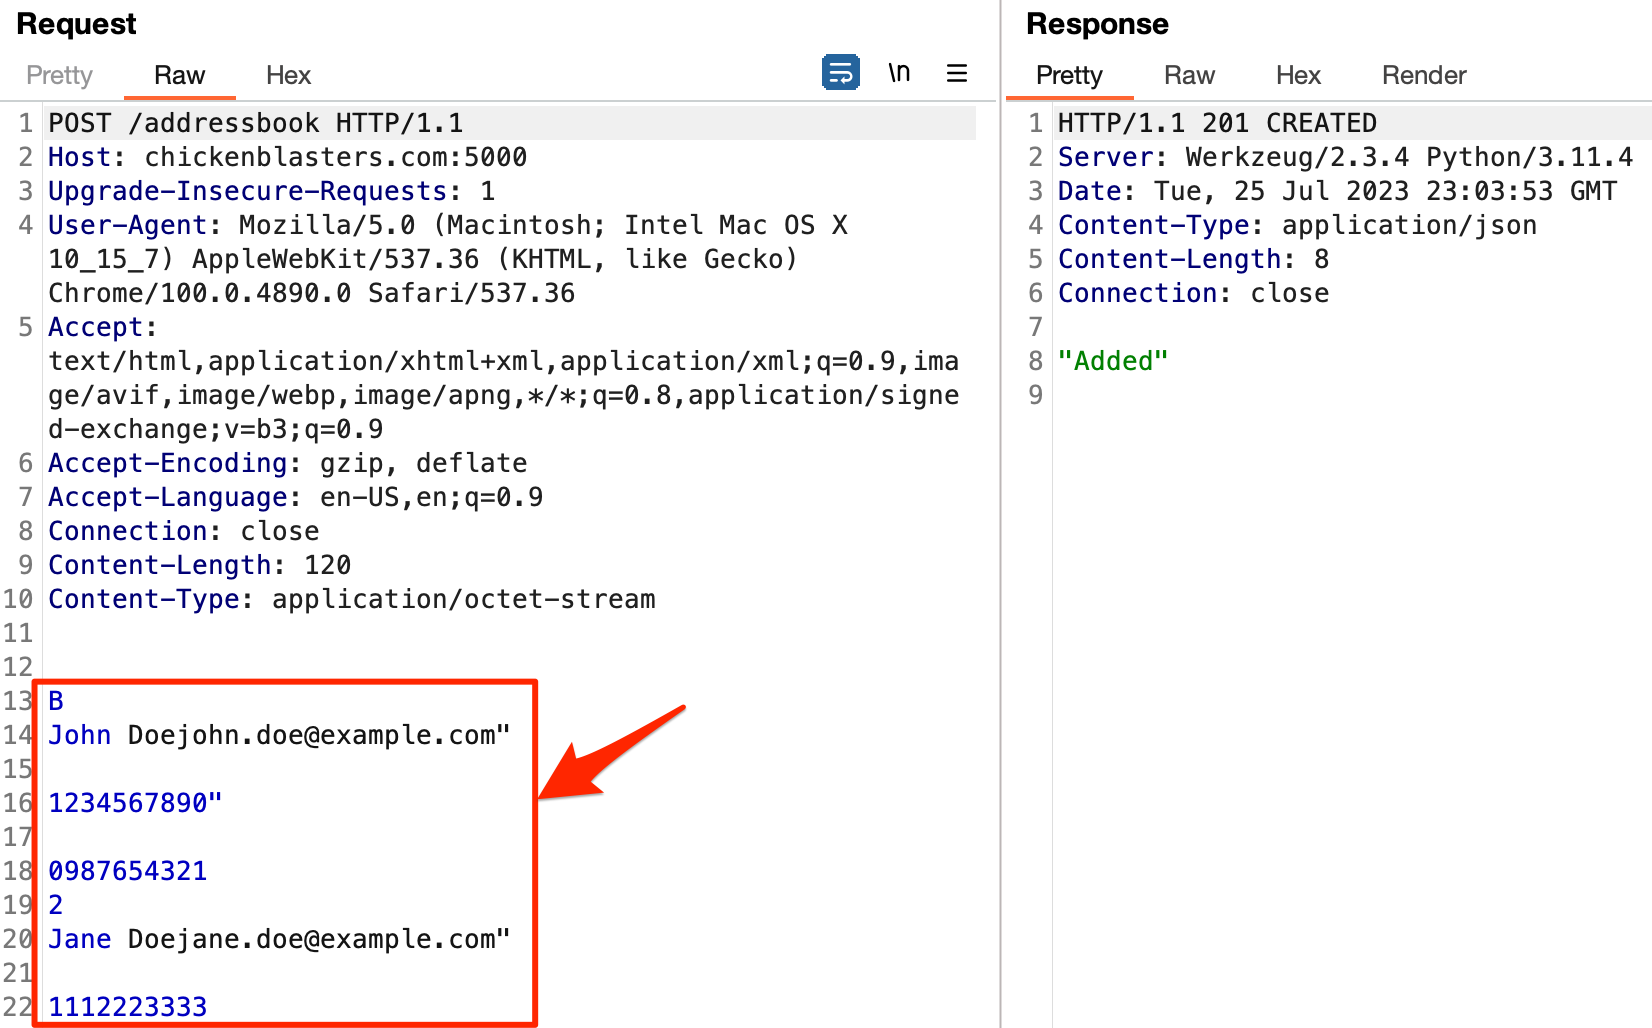 Request
Pretty Raw Hex
\n
1 POST /addressbook HTTP/1.1
2 Host: chickenblasters.com:5000
3 Upgrade-Insecure-Requests: 1
4 User-Agent: Mozilla/5.0 (Macintosh; Intel Mac OS X
10_15_7) AppleWebKit/537.36 (KHTML, like Gecko)
Chrome/100.0.4890.0 Safari/537.36
5 Accept:
text/html,application/xhtml+xml,application/xml;q=0.9,ima
ge/avif,image/webp,image/apng,*/*;q=0.8,application/signe
d-exchange;v=b3;q=0.9
6 Accept-Encoding: gzip, deflate
7 Accept-Language: en-US,en;q=0.9
8 Connection: close
9 Content-Length: 120
10 Content-Type: application/octet-stream
11
12
13 B
14 John Doejohn.doe@example.com"
15
16 1234567890"
17
18 0987654321
19 2
20 Jane Doejane.doe@example.com"
21
22 1112223333
Response
Pretty Raw Hex Render
1 HTTP/1.1 201 CREATED
2 Server: Werkzeug/2.3.4 Python/3.11.4
3 Date: Tue, 25 Jul 2023 23:03:53 GMT
4 Content-Type: application/json
5 Content-Length: 8
6 Connection: close
7
8 "Added"
9